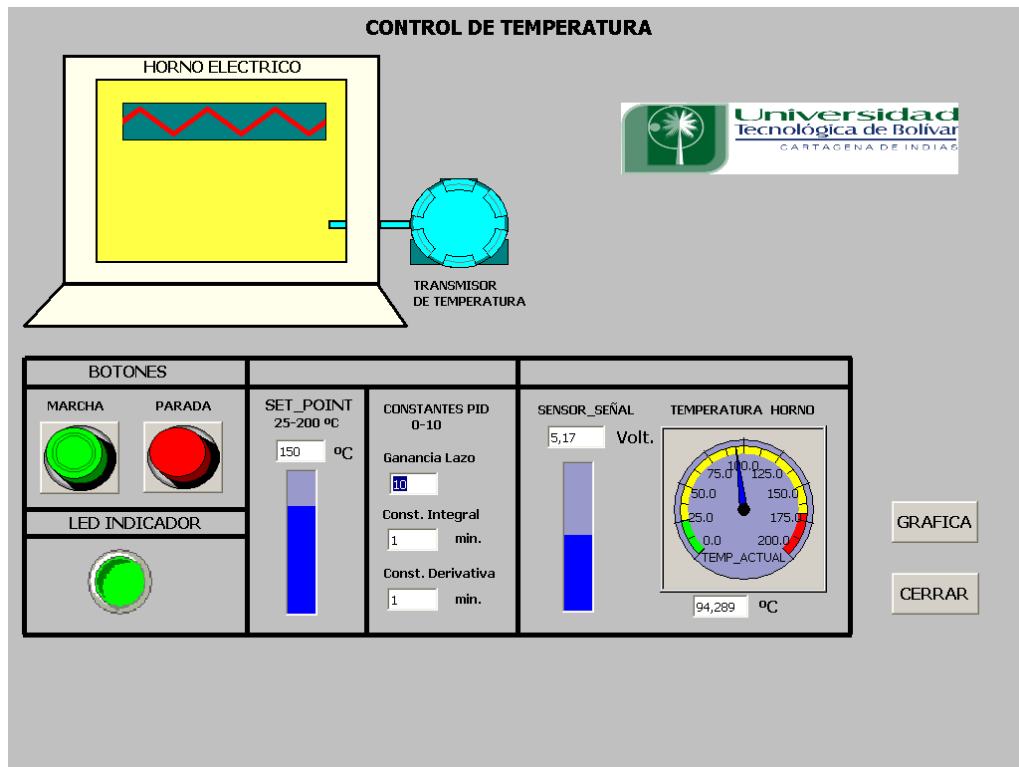 CONTROL DE TEMPERATURA
HORNO ELECTRICO
Universidad
Tecnológica de Bolívar
CARTAGENA DE INDIAS
TRANSMISOR
DE TEMPERATURA
BOTONES
MARCHA PARADA
LED INDICADOR
SET_POINT
25-200 ºC
150 ºC
CONSTANTES PID
0-10
Ganancia Lazo
10
Const. Integral
1 min.
Const. Derivativa
1 min.
SENSOR_SEÑAL
5,17 Volt.
TEMPERATURA HORNO
100.0
75.0 125.0
50.0 150.0
25.0 175.0
0.0 200.0
TEMP_ACTUAL
94,289 ºC
GRAFICA
CERRAR